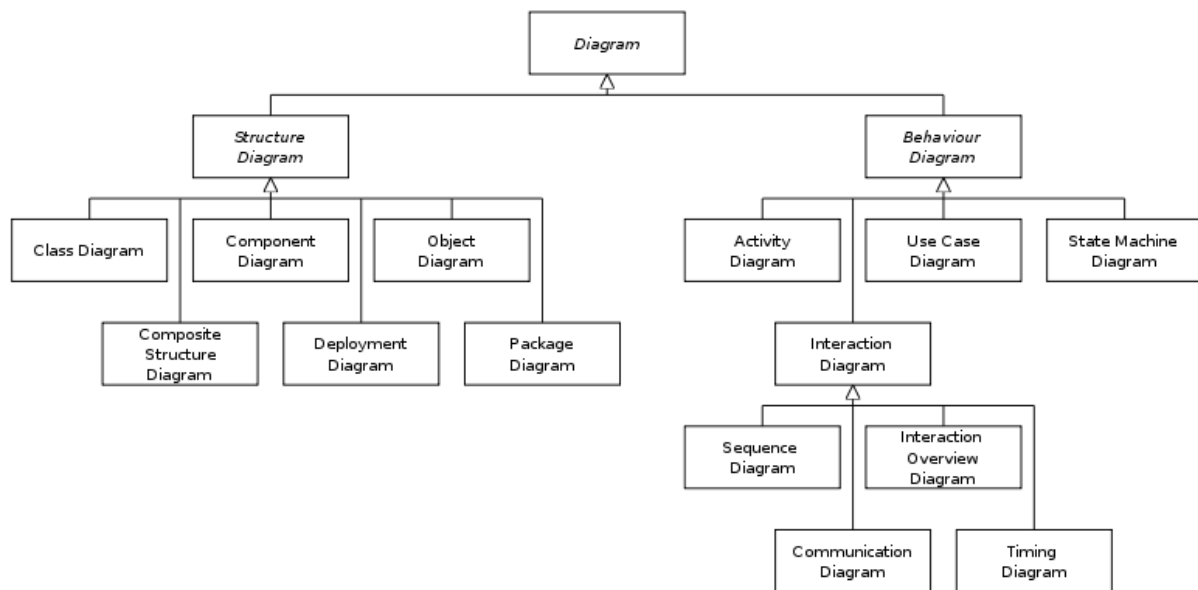 Diagram
Structure
Diagram
Behaviour
Diagram
Class Diagram
Component
Diagram
Object
Diagram
Activity
Diagram
Use Case
Diagram
State Machine
Diagram
Composite
Structure
Diagram
Deployment
Diagram
Package
Diagram
Interaction
Diagram
Sequence
Diagram
Interaction
Overview
Diagram
Communication
Diagram
Timing
Diagram